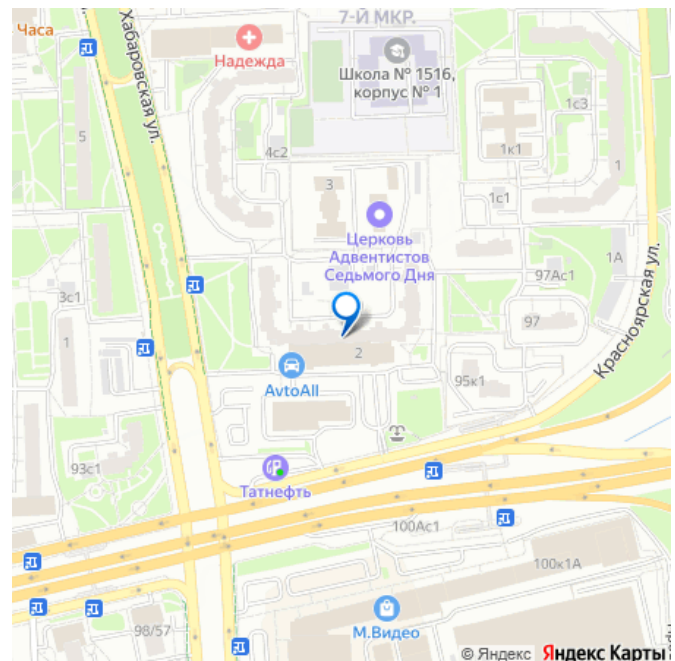 7-Й МКР.
Часа
Хабаровская ул.
Надежда
Школа № 1516,
корпус № 1
1с3
5
4с2
1к1
1
3
1с1
Церковь
Адвентистов
Седьмого Дня
1А
97Ас1
3с1
97
Красноярская ул.
1
2
AvtoAll
95к1
93с1
Татнефть
100Ас1
100к1А
98/57
М.Видео
© Яндекс Яндекс Карты